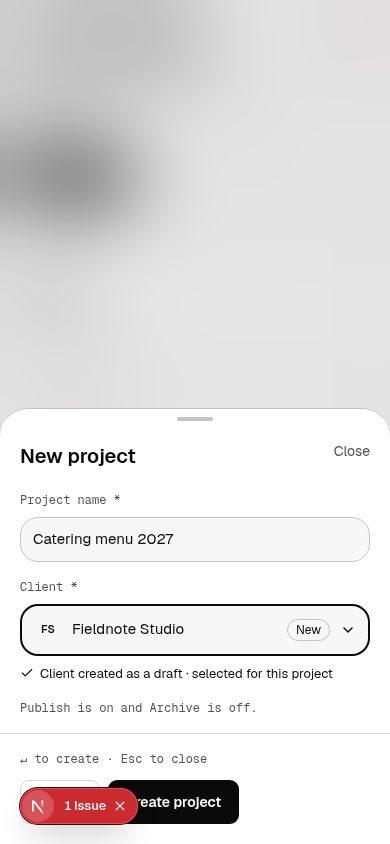 New project
Close
Project name *
Catering menu 2027
Client *
FS Fieldnote Studio New
Client created as a draft · selected for this project
Publish is on and Archive is off.
↵ to create · Esc to close
N 1 Issue
reate project